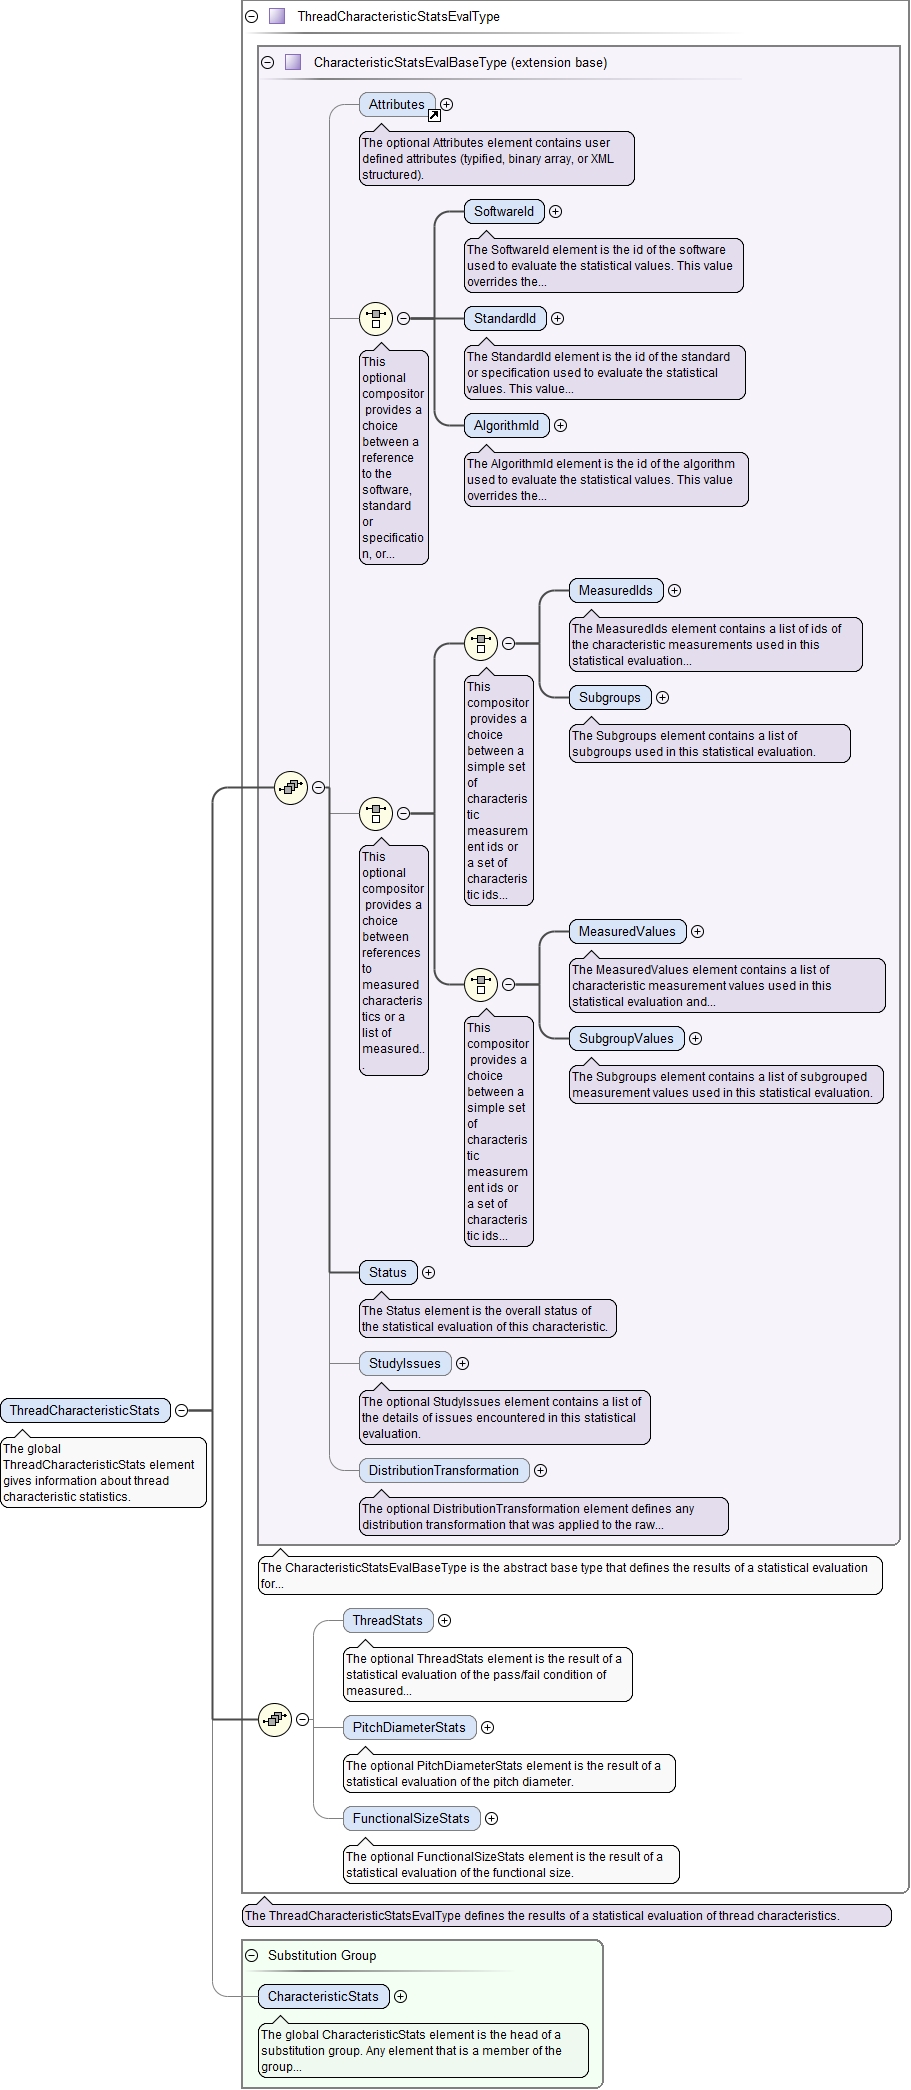 ThreadCharacteristicStatsEvalType
CharacteristicStatsEvalBaseType (extension base)
Attributes
The optional Attributes element contains user
defined attributes (typified, binary array, or XML
structured).
SoftwareId
The SoftwareId element is the id of the software
used to evaluate the statistical values. This value
overrides the...
StandardId
The StandardId element is the id of the standard
or specification used to evaluate the statistical
values. This value...
This
optional
compositor
provides a
choice
between a
reference
to the
software,
standard
or
specificatio
n, or...
AlgorithmId
The AlgorithmId element is the id of the algorithm
used to evaluate the statistical values. This value
overrides the...
MeasuredIds
The MeasuredIds element contains a list of ids of
the characteristic measurements used in this
statistical evaluation...
Subgroups
The Subgroups element contains a list of
subgroups used in this statistical evaluation.
This
compositor
provides a
choice
between a
simple set
of
characteris
tic
measurem
ent ids or
a set of
characteris
tic ids...
This
optional
compositor
provides a
choice
between
references
to
measured
characteris
tics or a
list of
measured..
.
MeasuredValues
The MeasuredValues element contains a list of
characteristic measurement values used in this
statistical evaluation and...
SubgroupValues
The Subgroups element contains a list of subgrouped
measurement values used in this statistical evaluation.
This
compositor
provides a
choice
between a
simple set
of
characteris
tic
measurem
ent ids or
a set of
characteris
tic ids...
Status
The Status element is the overall status of
the statistical evaluation of this characteristic.
StudyIssues
The optional StudyIssues element contains a list of
the details of issues encountered in this statistical
evaluation.
ThreadCharacteristicStats
The global
ThreadCharacteristicStats element
gives information about thread
characteristic statistics.
DistributionTransformation
The optional DistributionTransformation element defines any
distribution transformation that was applied to the raw...
The CharacteristicStatsEvalBaseType is the abstract base type that defines the results of a statistical evaluation
for...
ThreadStats
The optional ThreadStats element is the result of a
statistical evaluation of the pass/fail condition of
measured...
PitchDiameterStats
The optional PitchDiameterStats element is the result of a
statistical evaluation of the pitch diameter.
FunctionalSizeStats
The optional FunctionalSizeStats element is the result of a
statistical evaluation of the functional size.
The ThreadCharacteristicStatsEvalType defines the results of a statistical evaluation of thread characteristics.
Substitution Group
CharacteristicStats
The global CharacteristicStats element is the head of a
substitution group. Any element that is a member of the
group...